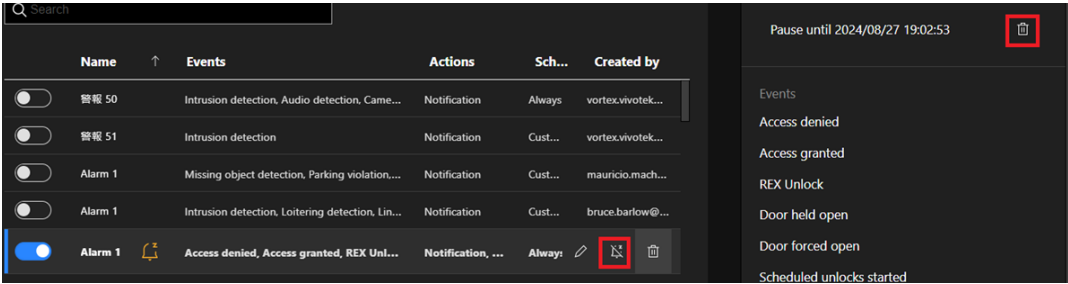 Search
Pause until 2024/08/27 19:02:53
Name ↑ Events Actions Sch... Created by
警報 50 Intrusion detection, Audio detection, Came... Notification Always vortex.vivotek...
警報 51 Intrusion detection Notification Cust... vortex.vivotek...
Alarm 1 Missing object detection, Parking violation,... Notification Cust... mauricio.mach...
Alarm 1 Intrusion detection, Loitering detection, Lin... Notification Cust... bruce.barlow@...
Alarm 1 Access denied, Access granted, REX Unl... Notification, ... Always
Events
Access denied
Access granted
REX Unlock
Door held open
Door forced open
Scheduled unlocks started